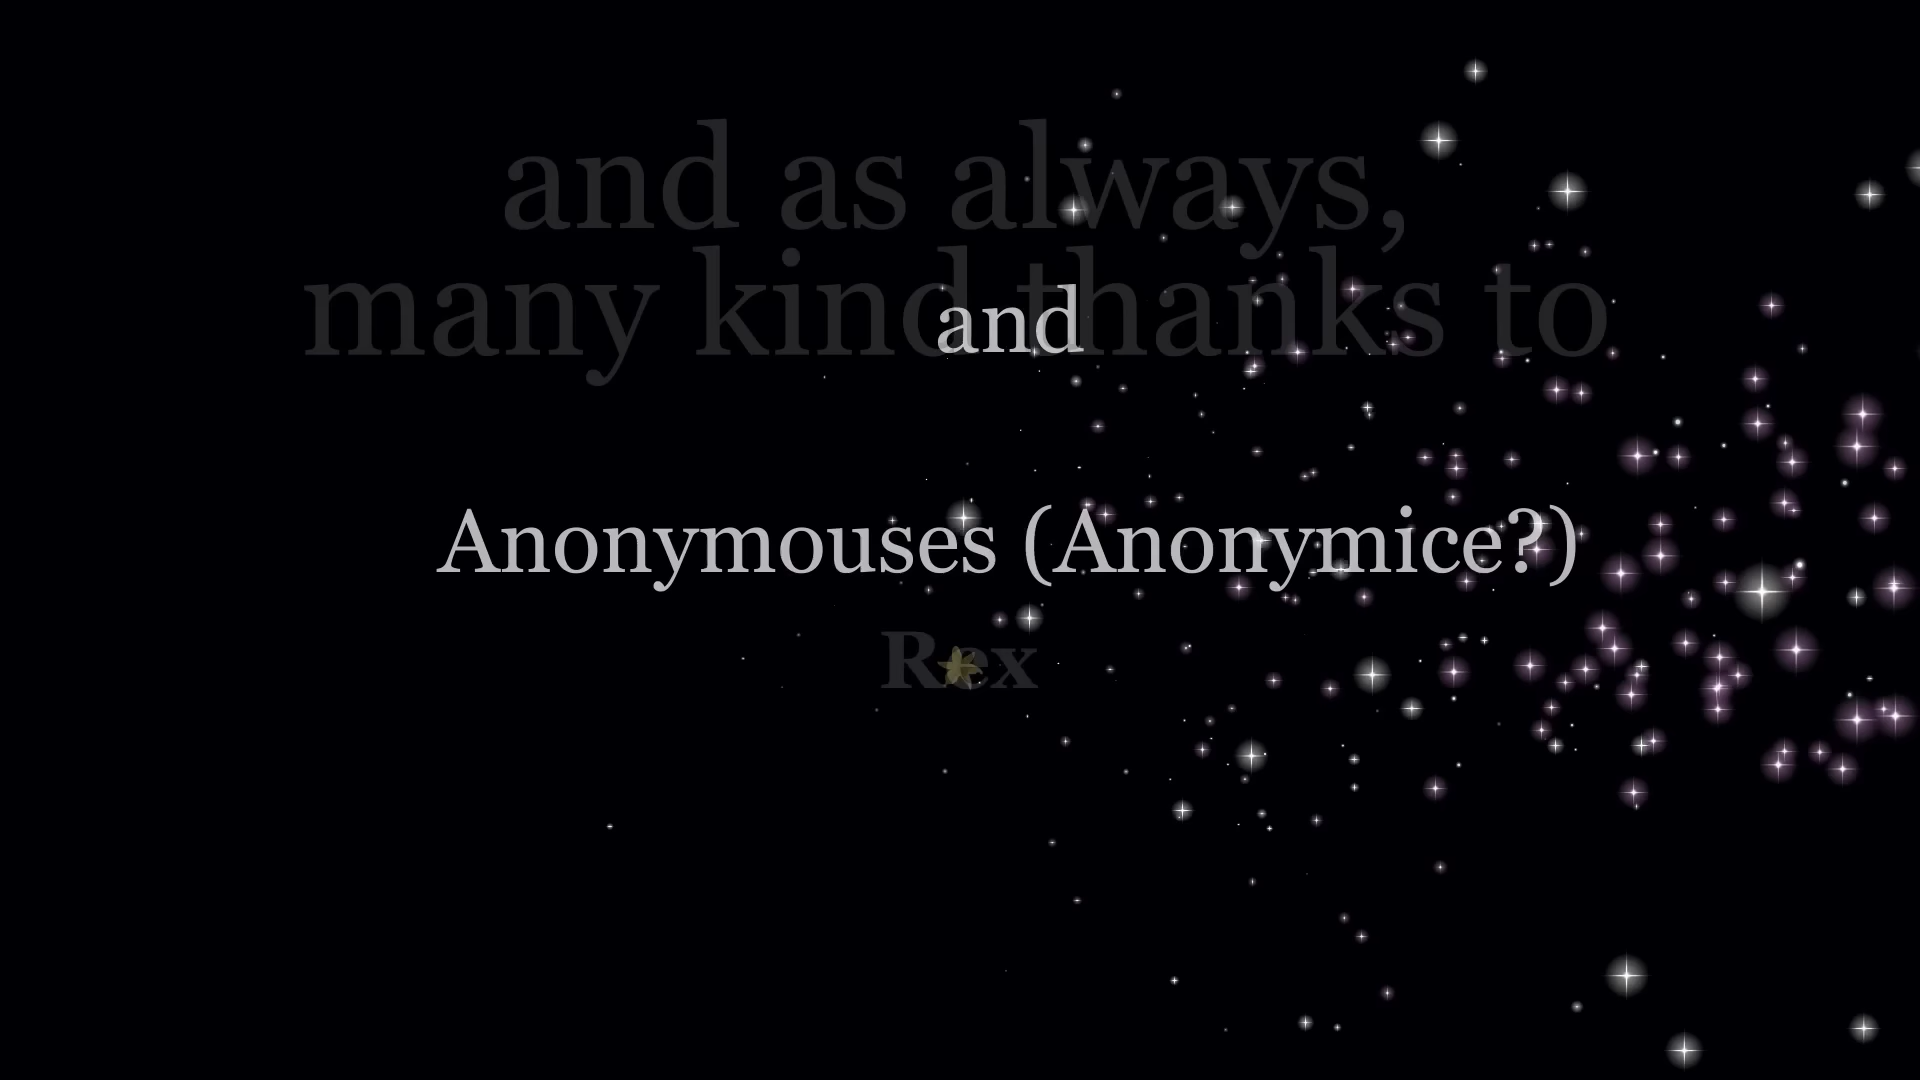 and as always,
many kind thanks to
and
Anonymouses (Anonymice?)
Rex